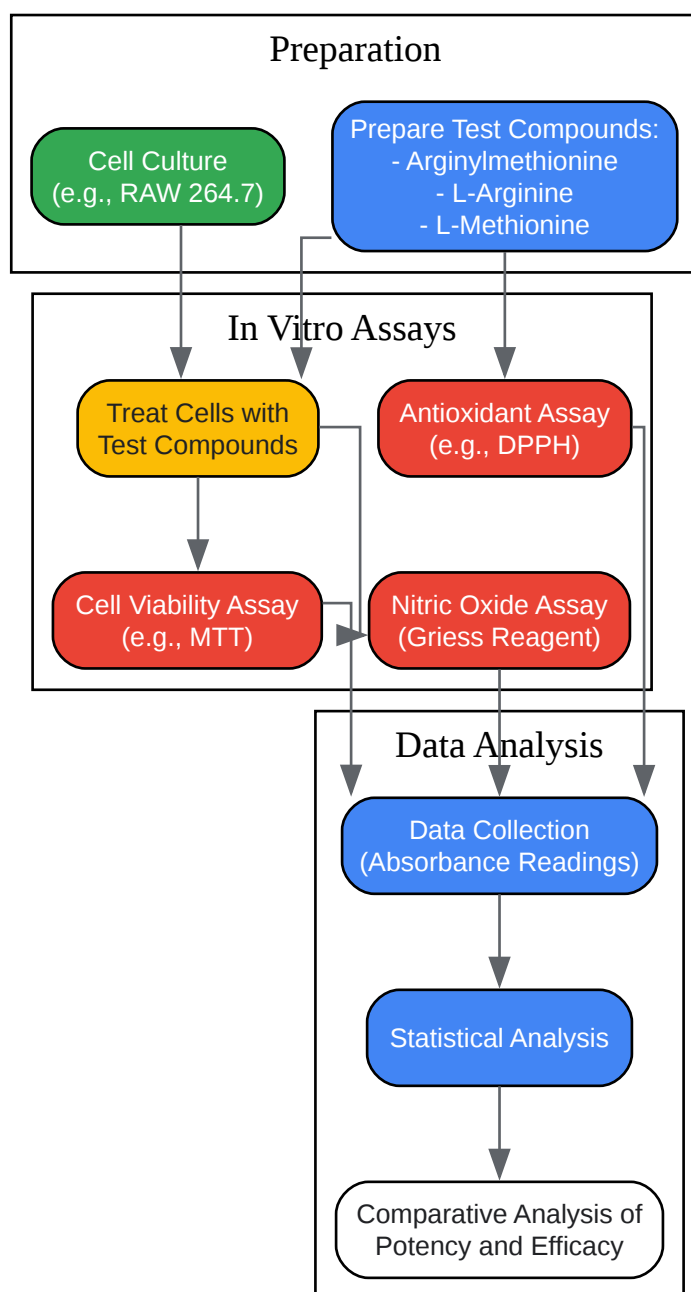 Preparation
Cell Culture
(e.g., RAW 264.7)
Prepare Test Compounds:
- Arginylmethionine
- L-Arginine
- L-Methionine
In Vitro Assays
Treat Cells with
Test Compounds
Antioxidant Assay
(e.g., DPPH)
Cell Viability Assay
(e.g., MTT)
Nitric Oxide Assay
(Griess Reagent)
Data Analysis
Data Collection
(Absorbance Readings)
Statistical Analysis
Comparative Analysis of
Potency and Efficacy